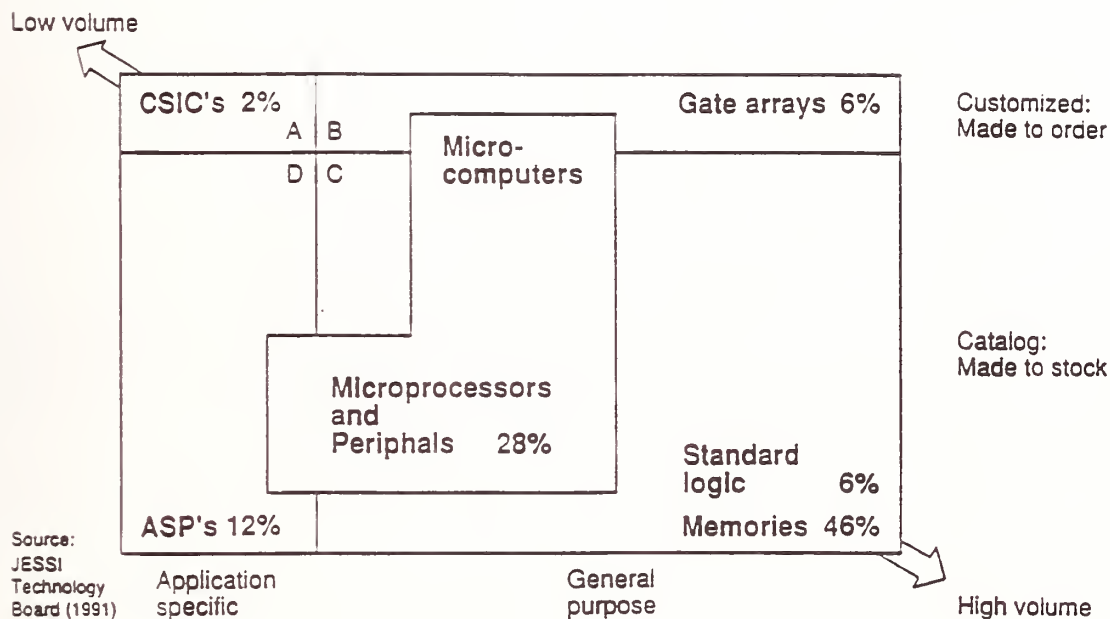 Low volume
CSIC's 2%
Gate arrays 6%
Customized:
Made to order
A B
D C
Micro-
computers
Catalog:
Made to stock
Microprocessors
and
Periphals 28%
Standard
logic 6%
ASP's 12%
Memories 46%
Source:
JESSI
Technology
Board (1991)
Application
specific
General
purpose
High volume